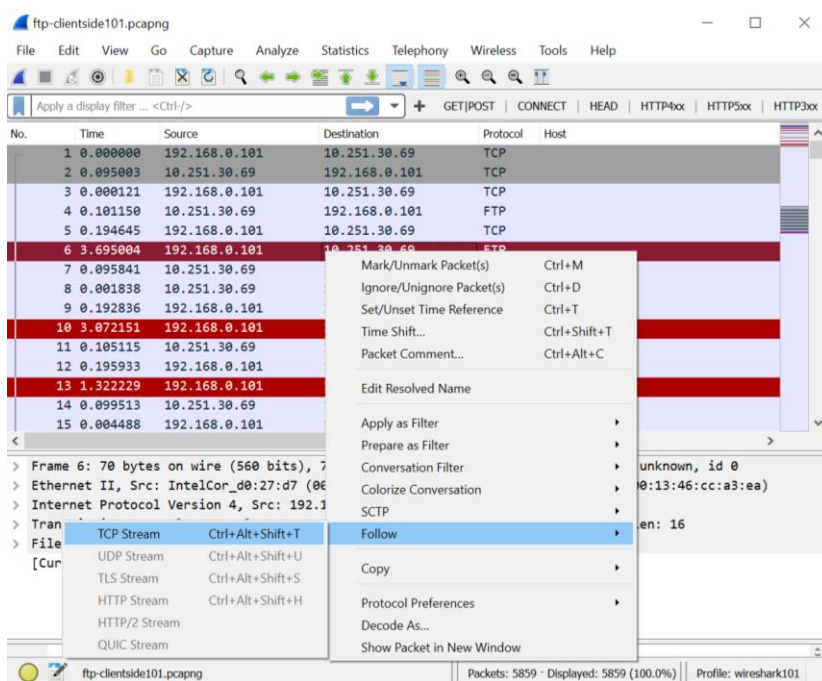 ftp-clientside101.pcapng
File Edit View Go Capture Analyze Statistics Telephony Wireless Tools Help
Apply a display filter ... <Ctrl-/> GET|POST CONNECT HEAD HTTP4xx HTTP5xx HTTP3xx
No. Time Source Destination Protocol Host
1 0.000000 192.168.0.101 10.251.30.69 TCP
2 0.095003 10.251.30.69 192.168.0.101 TCP
3 0.000121 192.168.0.101 10.251.30.69 TCP
4 0.101150 10.251.30.69 192.168.0.101 FTP
5 0.194645 192.168.0.101 10.251.30.69 TCP
6 3.695004 192.168.0.101 10.251.30.69 FTP
7 0.095841 10.251.30.69
8 0.001838 10.251.30.69
9 0.192836 192.168.0.101
10 3.072151 192.168.0.101
11 0.105115 10.251.30.69
12 0.195933 192.168.0.101
13 1.322229 192.168.0.101
14 0.099513 10.251.30.69
15 0.004488 192.168.0.101
Mark/Unmark Packet(s) Ctrl+M
Ignore/Unignore Packet(s) Ctrl+D
Set/Unset Time Reference Ctrl+T
Time Shift... Ctrl+Shift+T
Packet Comment... Ctrl+Alt+C
Edit Resolved Name
Apply as Filter
Prepare as Filter
Conversation Filter
Colorize Conversation
SCTP
Follow
Copy
Protocol Preferences
Decode As...
Show Packet in New Window
Frame 6: 70 bytes on wire (560 bits), 7 unknown, id 0
Ethernet II, Src: IntelCor_d0:27:d7 (00 0:13:46:cc:a3:ea)
Internet Protocol Version 4, Src: 192.1
Tran en: 16
File
[Cur
TCP Stream Ctrl+Alt+Shift+T
UDP Stream Ctrl+Alt+Shift+U
TLS Stream Ctrl+Alt+Shift+S
HTTP Stream Ctrl+Alt+Shift+H
HTTP/2 Stream
QUIC Stream
ftp-clientside101.pcapng Packets: 5859 · Displayed: 5859 (100.0%) Profile: wireshark101